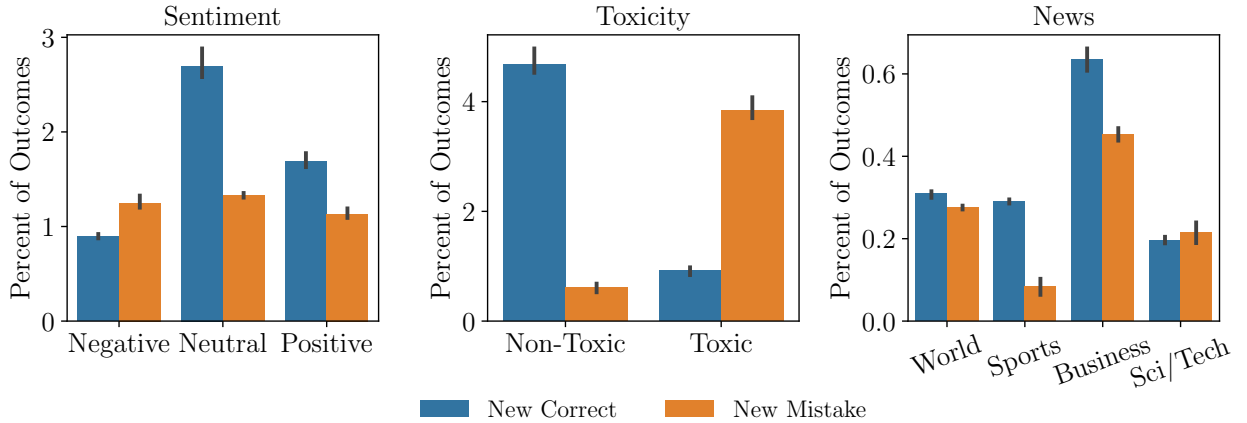 Sentiment
Percent of Outcomes
3
2
1
0
Negative Neutral Positive
Toxicity
Percent of Outcomes
4
2
0
Non-Toxic Toxic
News
Percent of Outcomes
0.6
0.4
0.2
0.0
World Sports Business Sci/Tech
New Correct New Mistake